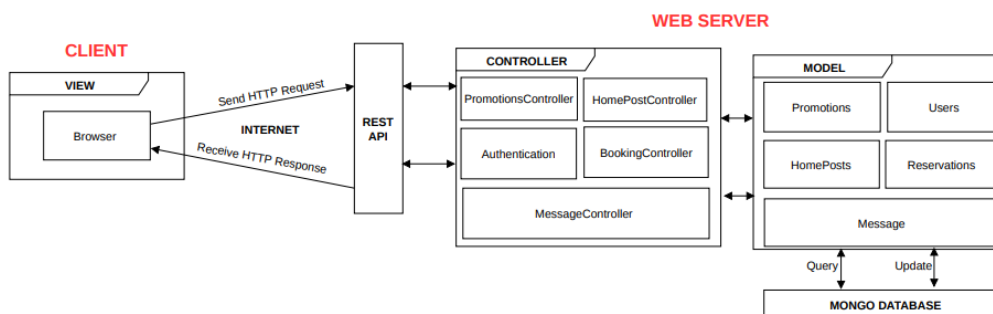 WEB SERVER
CLIENT
VIEW
Browser
Send HTTP Request
INTERNET
Receive HTTP Response
REST
API
CONTROLLER
PromotionsController
HomePostController
Authentication
BookingController
MessageController
MODEL
Promotions
Users
HomePosts
Reservations
Message
Query
Update
MONGO DATABASE